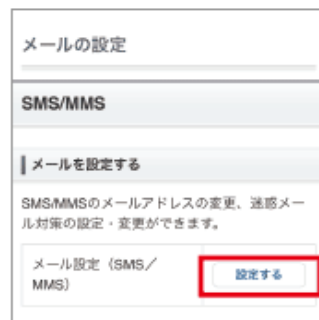 メールの設定
SMS/MMS
メールを設定する
SMS/MMSのメールアドレスの変更、迷惑メー
ル対策の設定・変更ができます。
メール設定（SMS／
MMS）
設定する